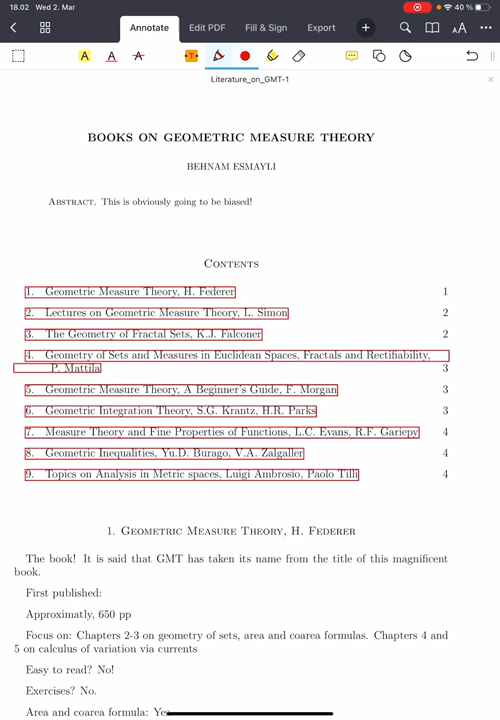 18.02 Wed 2. Mar
40 %
Annotate Edit PDF Fill & Sign Export
A A A T AA
Literature_on_GMT-1
BOOKS ON GEOMETRIC MEASURE THEORY
BEHNAM ESMAYLI
Abstract. This is obviously going to be biased!
Contents
1. Geometric Measure Theory, H. Federer 1
2. Lectures on Geometric Measure Theory, L. Simon 2
3. The Geometry of Fractal Sets, K.J. Falconer 2
4. Geometry of Sets and Measures in Euclidean Spaces, Fractals and Rectifiability,
P. Mattila 3
5. Geometric Measure Theory, A Beginner's Guide, F. Morgan 3
6. Geometric Integration Theory, S.G. Krantz, H.R. Parks 3
7. Measure Theory and Fine Properties of Functions, L.C. Evans, R.F. Gariepy 4
8. Geometric Inequalities, Yu.D. Burago, V.A. Zalgaller 4
9. Topics on Analysis in Metric spaces, Luigi Ambrosio, Paolo Tilli 4
1. Geometric Measure Theory, H. Federer
The book! It is said that GMT has taken its name from the title of this magnificent
book.
First published:
Approximatly, 650 pp
Focus on: Chapters 2-3 on geometry of sets, area and coarea formulas. Chapters 4 and
5 on calculus of variation via currents
Easy to read? No!
Exercises? No.
Area and coarea formula: Yes